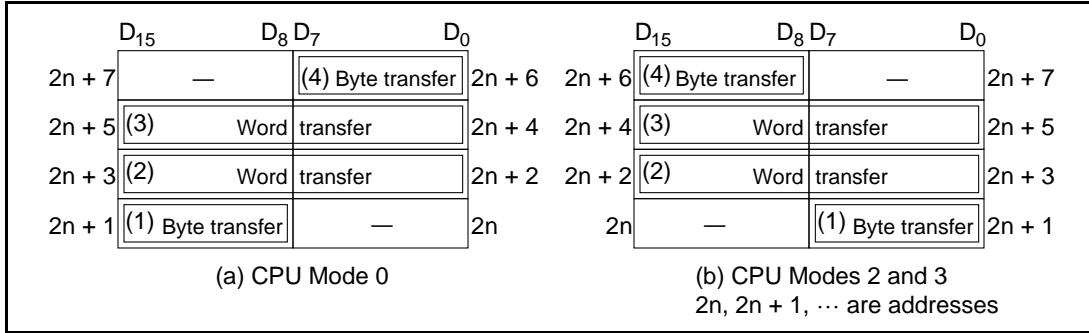 D15 D8 D7 D0
2n + 7 — (4) Byte transfer 2n + 6
2n + 5 (3) Word transfer 2n + 4
2n + 3 (2) Word transfer 2n + 2
2n + 1 (1) Byte transfer — 2n
(a) CPU Mode 0
D15 D8 D7 D0
2n + 6 (4) Byte transfer — 2n + 7
2n + 4 (3) Word transfer 2n + 5
2n + 2 (2) Word transfer 2n + 3
2n — (1) Byte transfer 2n + 1
(b) CPU Modes 2 and 3
2n, 2n + 1, ··· are addresses